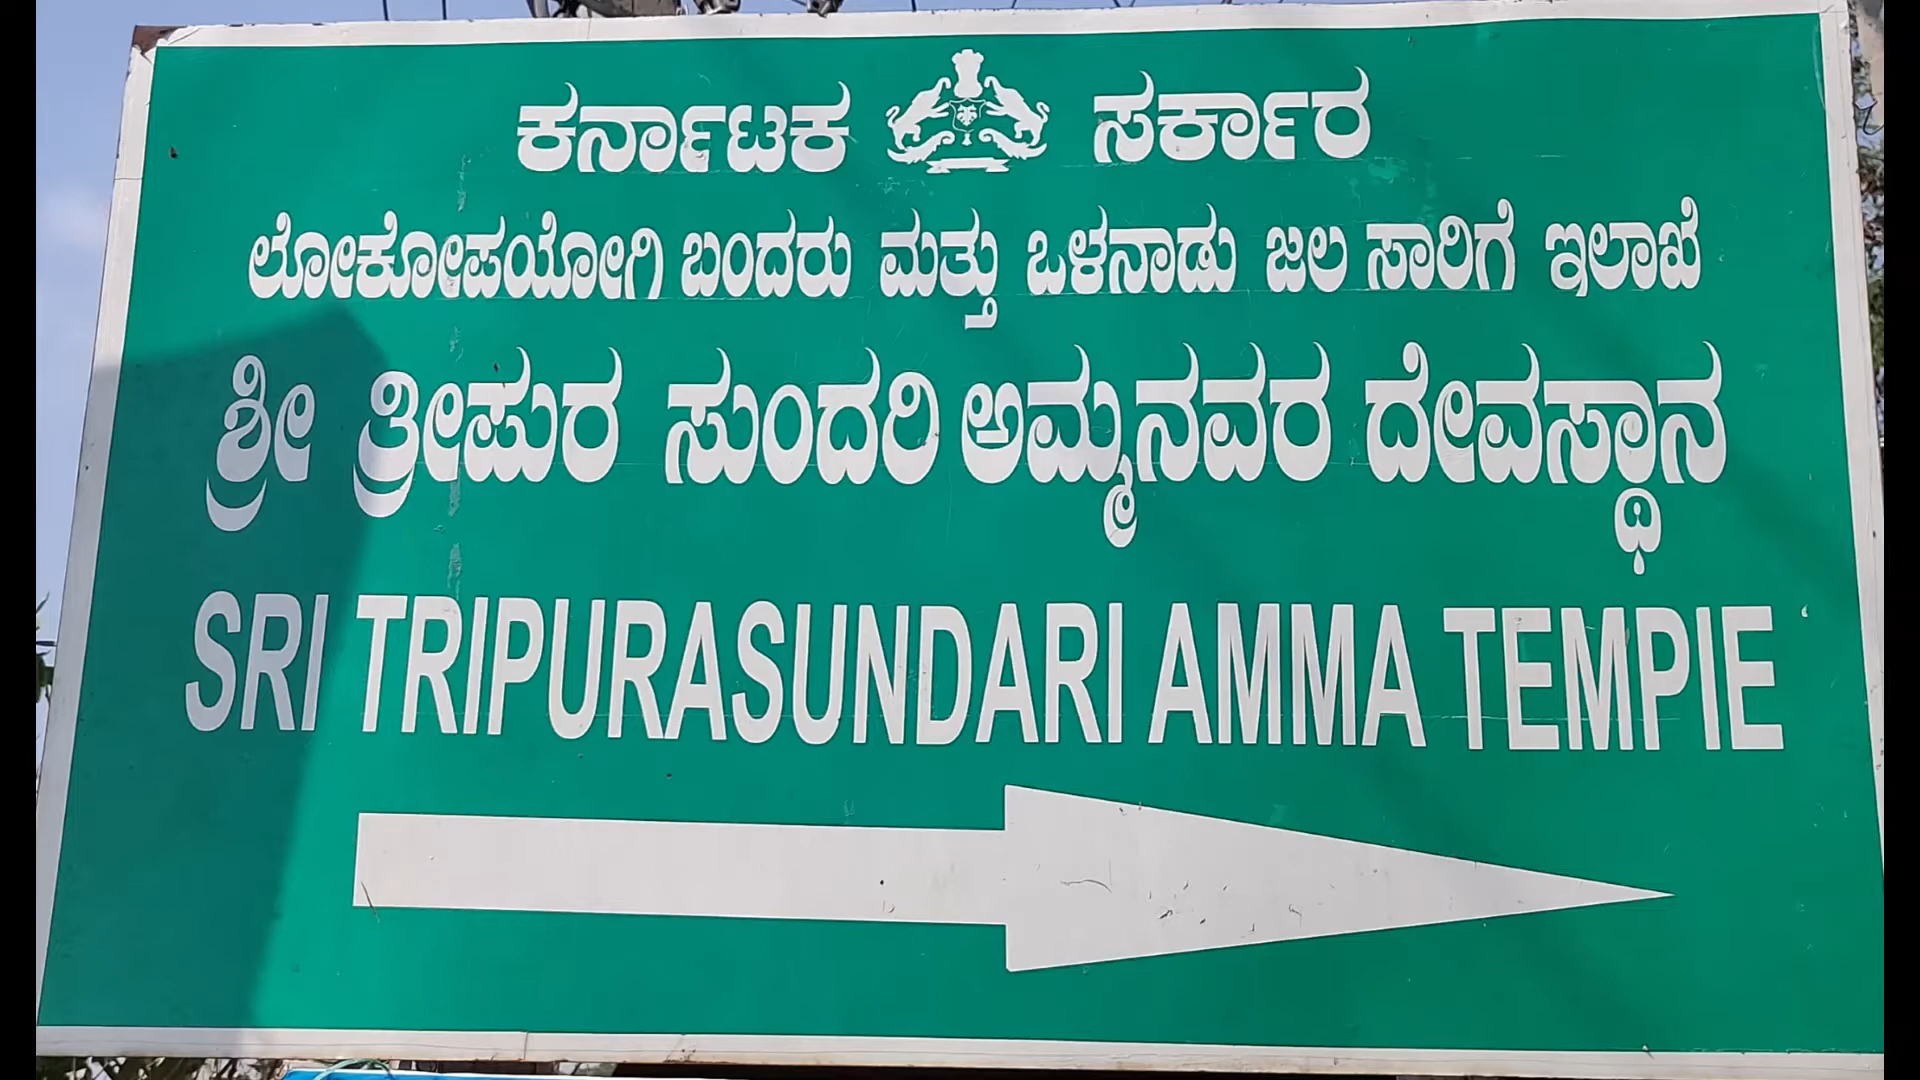 ಕರ್ನಾಟಕ ಸರ್ಕಾರ
ಲೋಕೋಪಯೋಗಿ ಬಂದರು ಮತ್ತು ಒಳನಾಡು ಜಲ ಸಾರಿಗೆ ಇಲಾಖೆ
ಶ್ರೀ ತ್ರೀಪುರ ಸುಂದರಿ ಅಮ್ಮನವರ ದೇವಸ್ಥಾನ
SRI TRIPURASUNDARI AMMA TEMPIE